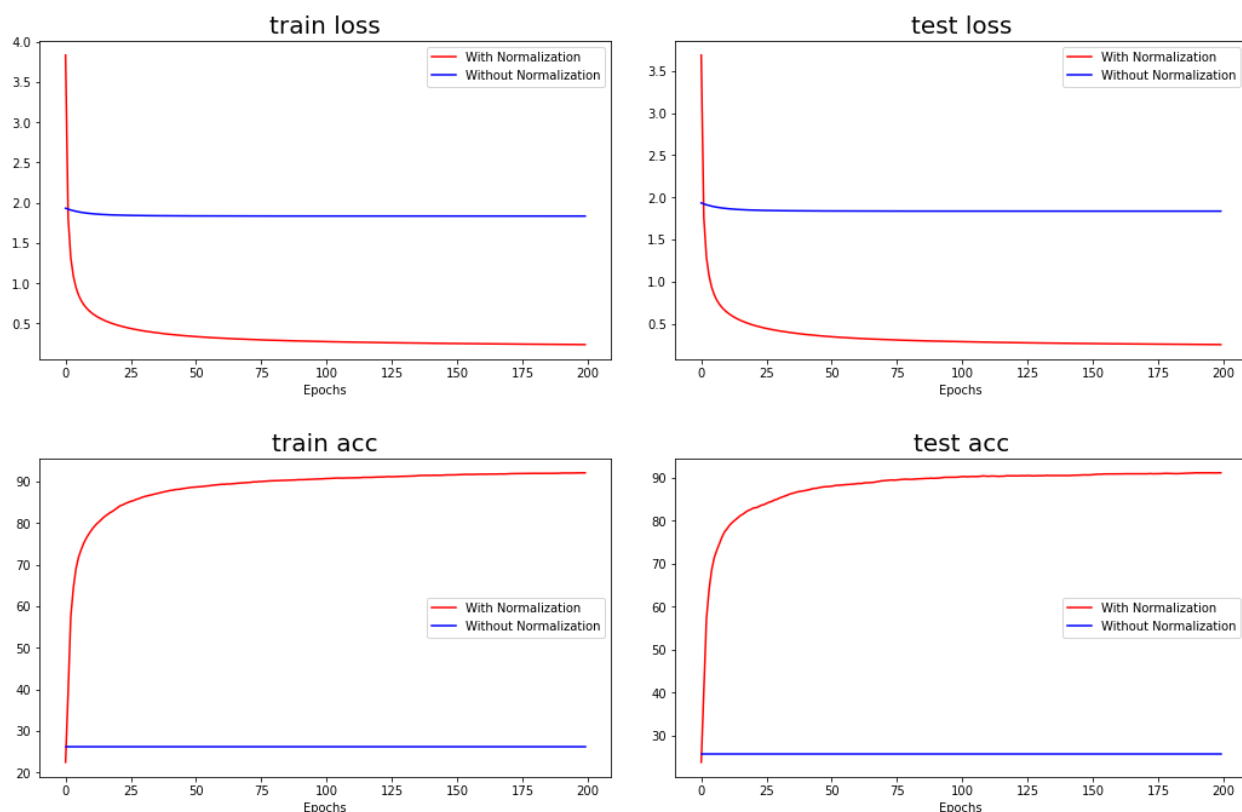 train loss
4.0
3.5
3.0
2.5
2.0
1.5
1.0
0.5
With Normalization
Without Normalization
0 25 50 75 100 125 150 175 200
Epochs
test loss
3.5
3.0
2.5
2.0
1.5
1.0
0.5
With Normalization
Without Normalization
0 25 50 75 100 125 150 175 200
Epochs
train acc
90
80
70
60
50
40
30
20
With Normalization
Without Normalization
0 25 50 75 100 125 150 175 200
Epochs
test acc
90
80
70
60
50
40
30
With Normalization
Without Normalization
0 25 50 75 100 125 150 175 200
Epochs